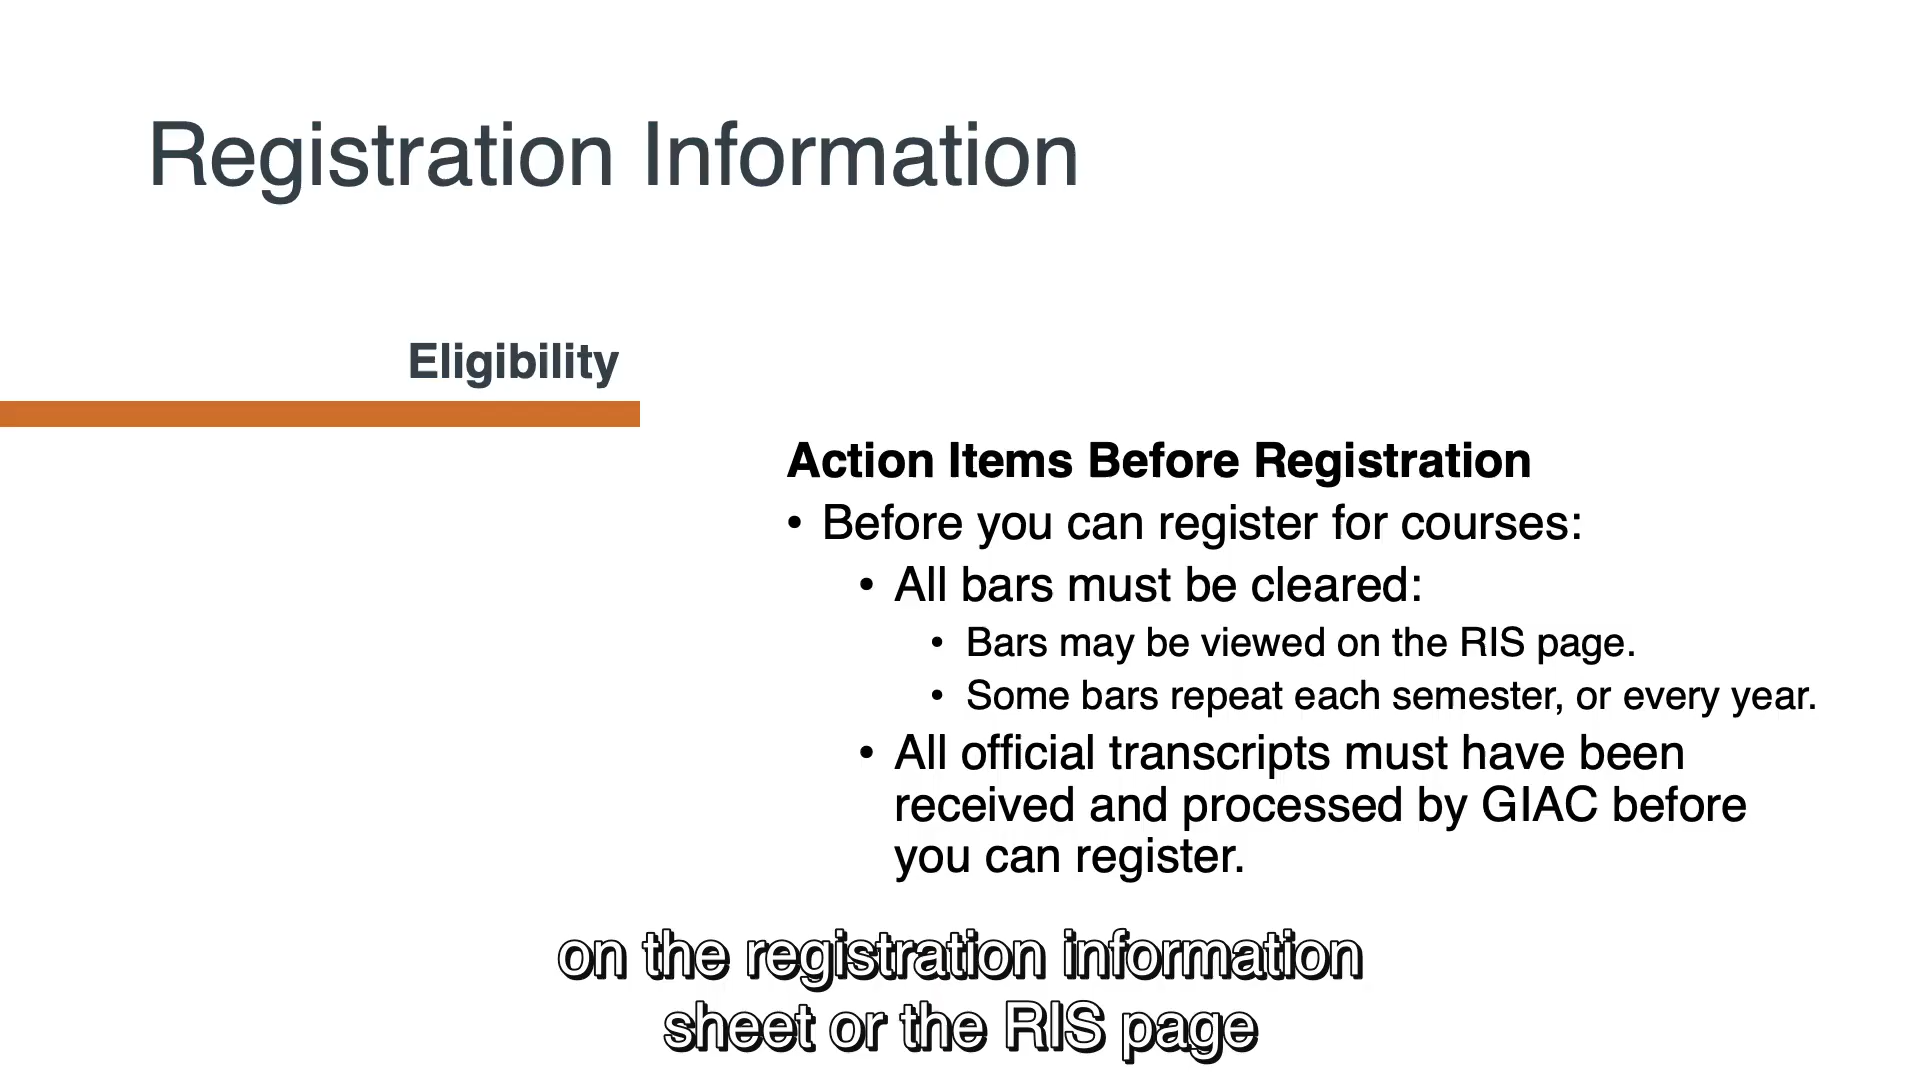 Registration Information
Eligibility
Action Items Before Registration
• Before you can register for courses:
• All bars must be cleared:
• Bars may be viewed on the RIS page.
• Some bars repeat each semester, or every year.
• All official transcripts must have been
received and processed by GIAC before
you can register.
on the registration information
sheet or the RIS page